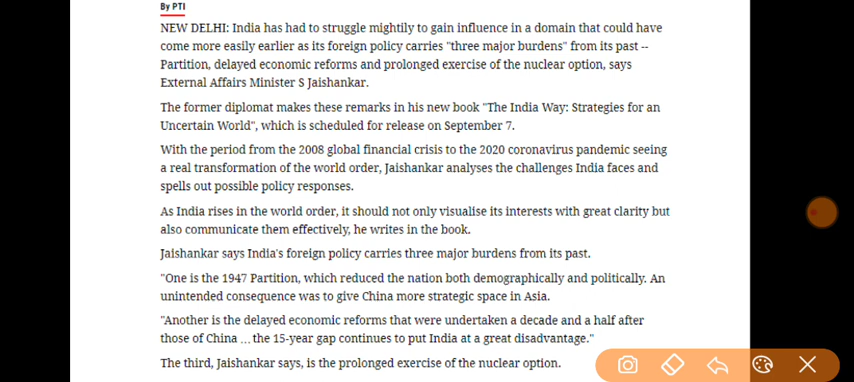 By PTI
NEW DELHI: India has had to struggle mightily to gain influence in a domain that could have
come more easily earlier as its foreign policy carries "three major burdens" from its past --
Partition, delayed economic reforms and prolonged exercise of the nuclear option, says
External Affairs Minister S Jaishankar.
The former diplomat makes these remarks in his new book "The India Way: Strategies for an
Uncertain World", which is scheduled for release on September 7.
With the period from the 2008 global financial crisis to the 2020 coronavirus pandemic seeing
a real transformation of the world order, Jaishankar analyses the challenges India faces and
spells out possible policy responses.
As India rises in the world order, it should not only visualise its interests with great clarity but
also communicate them effectively, he writes in the book.
Jaishankar says India's foreign policy carries three major burdens from its past.
"One is the 1947 Partition, which reduced the nation both demographically and politically. An
unintended consequence was to give China more strategic space in Asia.
"Another is the delayed economic reforms that were undertaken a decade and a half after
those of China ... the 15-year gap continues to put India at a great disadvantage."
The third, Jaishankar says, is the prolonged exercise of the nuclear option.